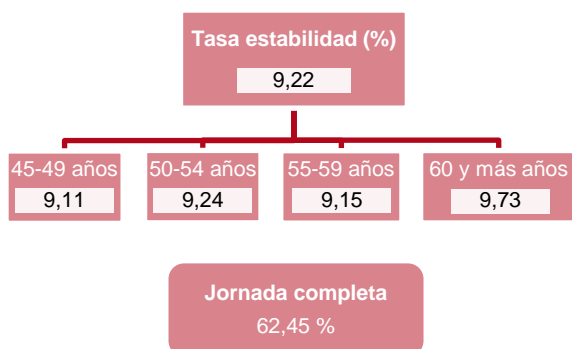 Tasa estabilidad (%)
9,22
45-49 años 50-54 años 55-59 años 60 y más años
9,11 9,24 9,15 9,73
Jornada completa
62,45 %